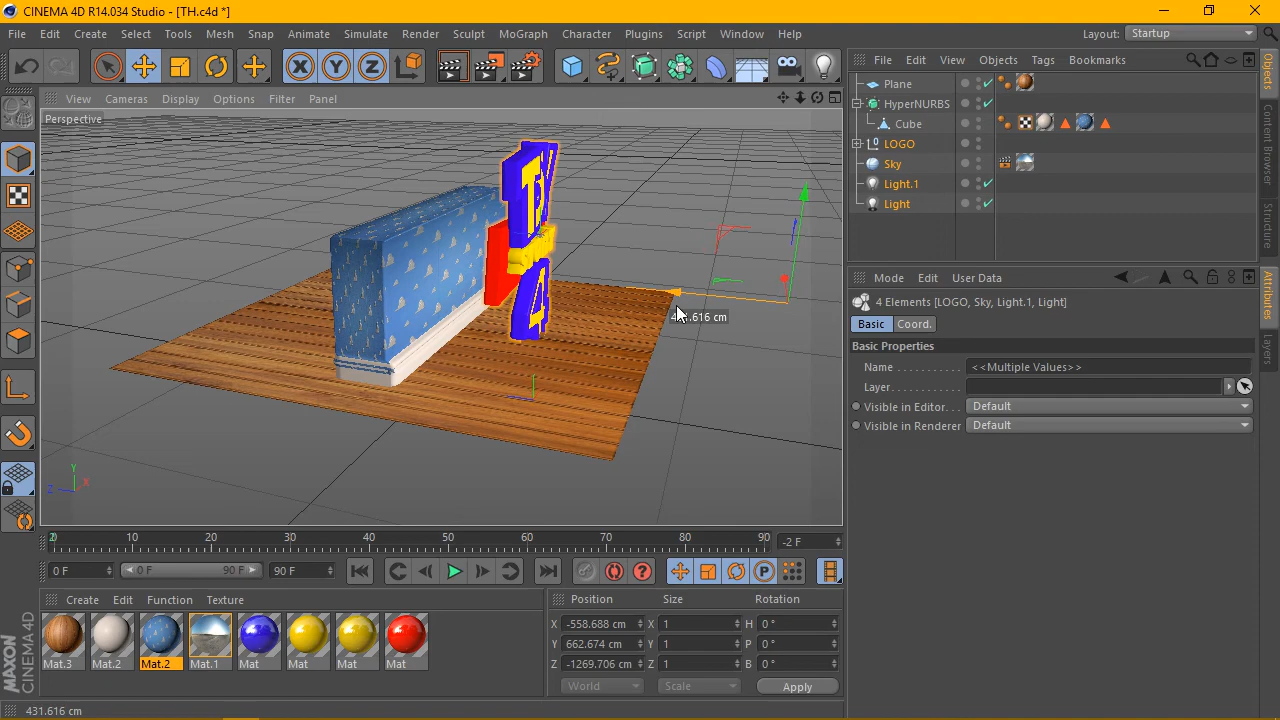 CINEMA 4D R14.034 Studio - [TH.c4d *]
File Edit Create Select Tools Mesh Snap Animate Simulate Render Sculpt MoGraph Character Plugins Script Window Help Layout: Startup
View Cameras Display Options Filter Panel
Perspective
431.616 cm
File Edit View Objects Tags Bookmarks
Plane
HyperNURBS
Cube
LOGO
Sky
Light.1
Light
Objects
Content Browser
Structure
Mode Edit User Data
4 Elements [LOGO, Sky, Light.1, Light]
Basic Coord.
Basic Properties
Name <<Multiple Values>>
Layer
Visible in Editor Default
Visible in Renderer Default
Attributes
Layers
0 10 20 30 40 50 60 70 80 90 -2 F
0 F 0 F 90 F 90 F
Create Edit Function Texture
Mat.3 Mat.2 Mat.2 Mat.1 Mat Mat Mat Mat
Position Size Rotation
X -558.688 cm X 1 H 0 °
Y 662.674 cm Y 1 P 0 °
Z -1269.706 cm Z 1 B 0 °
World Scale Apply
MAXON
CINEMA 4D
431.616 cm